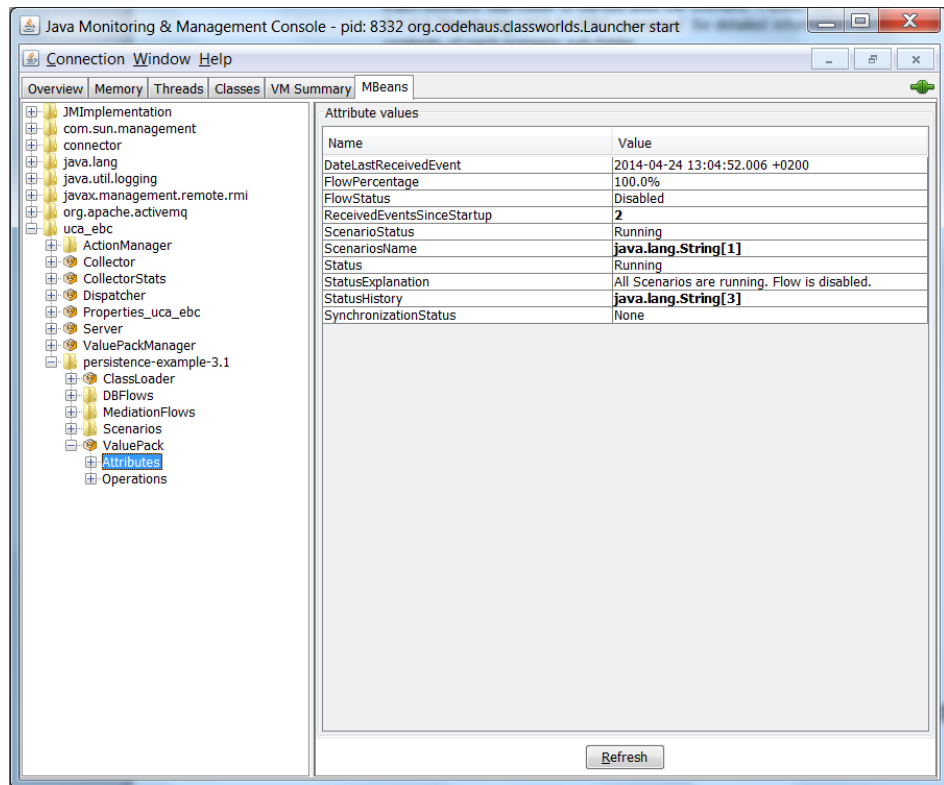 Java Monitoring & Management Console - pid: 8332 org.codehaus.classworlds.Launcher start
Connection Window Help
Overview Memory Threads Classes VM Summary MBeans
JMImplementation
com.sun.management
connector
java.lang
java.util.logging
javax.management.remote.rmi
org.apache.activemq
uca_ebc
ActionManager
Collector
CollectorStats
Dispatcher
Properties_uca_ebc
Server
ValuePackManager
persistence-example-3.1
ClassLoader
DBFlows
MediationFlows
Scenarios
ValuePack
Attributes
Operations
Attribute values
Name Value
DateLastReceivedEvent 2014-04-24 13:04:52.006 +0200
FlowPercentage 100.0%
FlowStatus Disabled
ReceivedEventsSinceStartup 2
ScenarioStatus Running
ScenariosName java.lang.String[1]
Status Running
StatusExplanation All Scenarios are running. Flow is disabled.
StatusHistory java.lang.String[3]
SynchronizationStatus None
Refresh